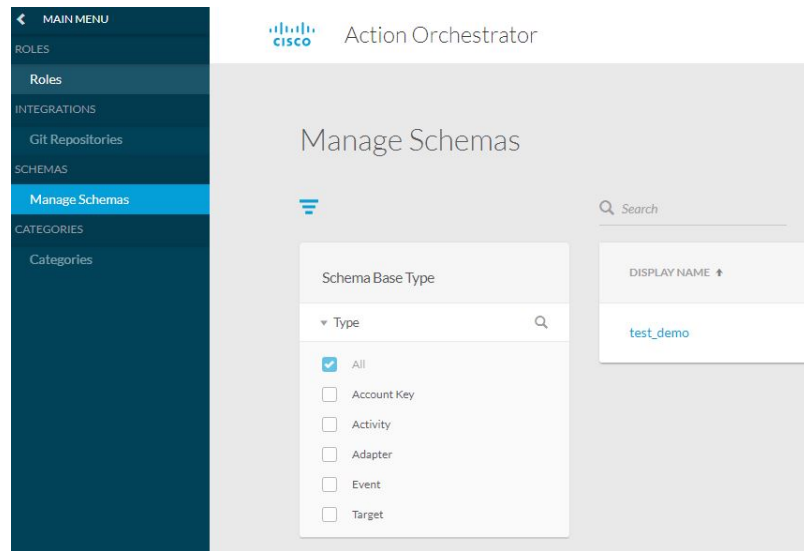 MAIN MENU
ROLES
Roles
INTEGRATIONS
Git Repositories
SCHEMAS
Manage Schemas
CATEGORIES
Categories
CISCO
Action Orchestrator
Manage Schemas
Search
Schema Base Type
Type
All
Account Key
Activity
Adapter
Event
Target
DISPLAY NAME
test_demo